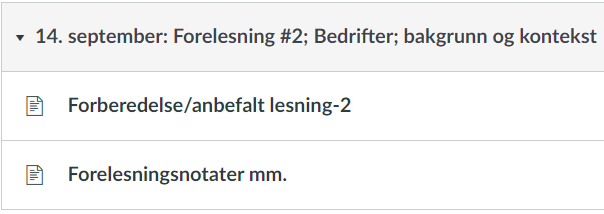 14. september: Forelesning #2; Bedrifter; bakgrunn og kontekst
Forberedelse/anbefalt lesning-2
Forelesningsnotater mm.